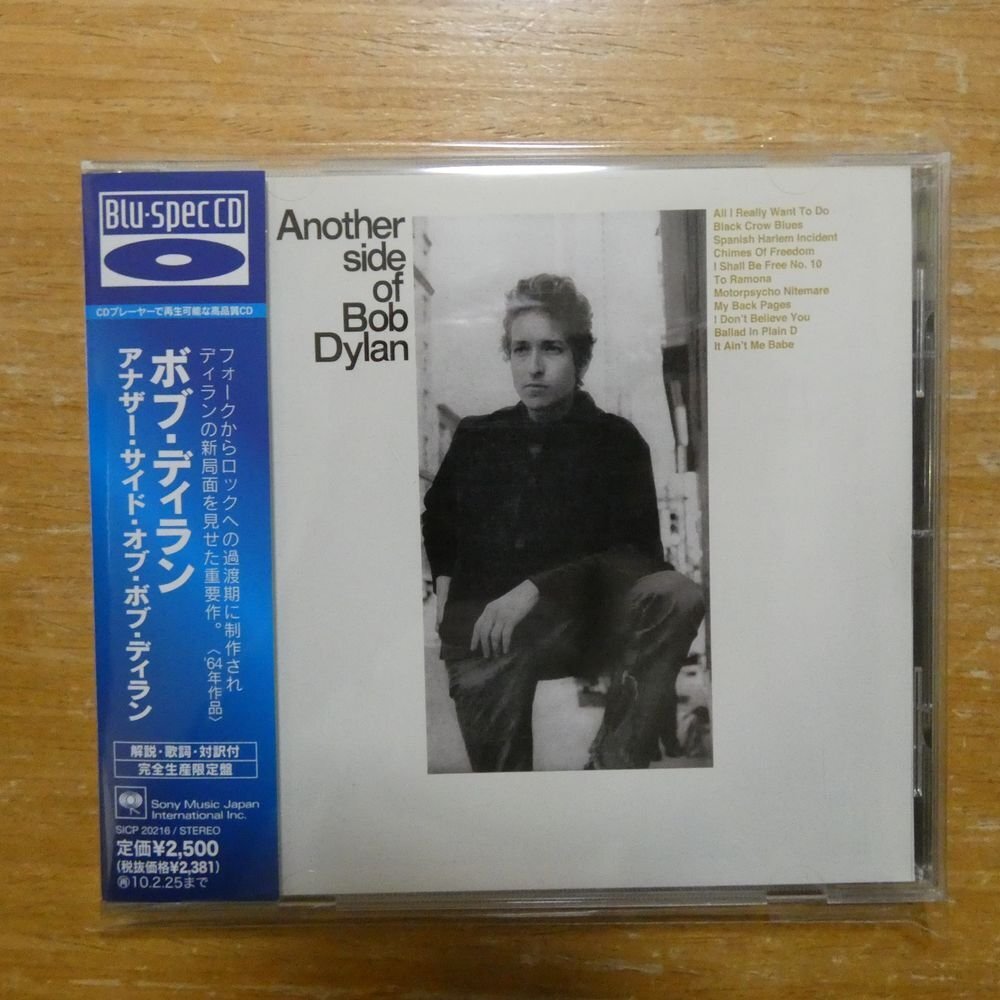 Blu-spec CD
CDプレーヤーで再生可能な高品質CD
フォークからロックへの過渡期に制作され
ディランの新局面を見せた重要作。〈'64年作品〉
ボブ・ディラン
アナザー・サイド・オブ・ボブ・ディラン
解説・歌詞・対訳付
完全生産限定盤
Sony Music Japan
International Inc.
SICP 20216 / STEREO
定価¥2,500
(税抜価格¥2,381)
再10.2.25まで
Another
side
of
Bob
Dylan
All I Really Want To Do
Black Crow Blues
Spanish Harlem Incident
Chimes Of Freedom
I Shall Be Free No. 10
To Ramona
Motorpsycho Nitemare
My Back Pages
I Don't Believe You
Ballad In Plain D
It Ain't Me Babe